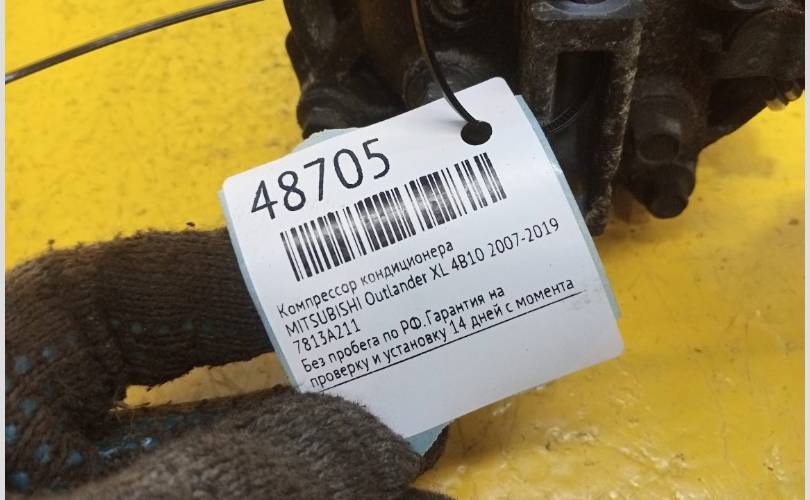 48705
Компрессор кондиционера
MITSUBISHI Outlander XL 4B10 2007-2019
7813A211
Без пробега по РФ.Гарантия на
проверку и установку 14 дней с момента